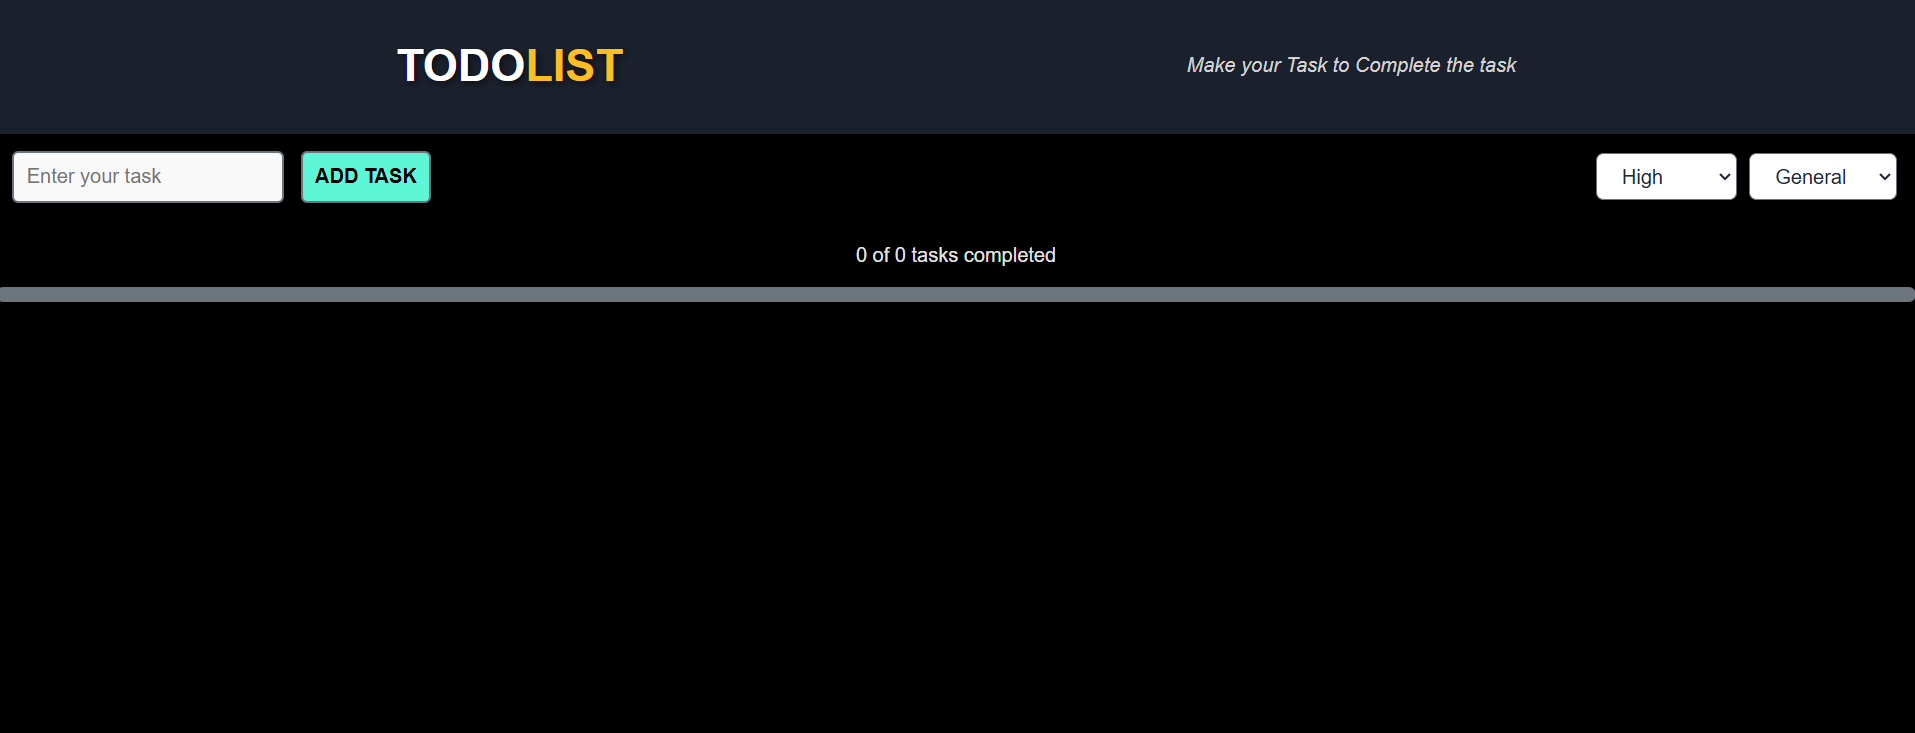 TODOLIST
Make your Task to Complete the task
Enter your task
ADD TASK
High
General
0 of 0 tasks completed